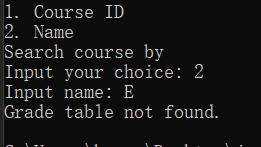 1. Course ID
2. Name
Search course by
Input your choice: 2
Input name: E
Grade table not found.